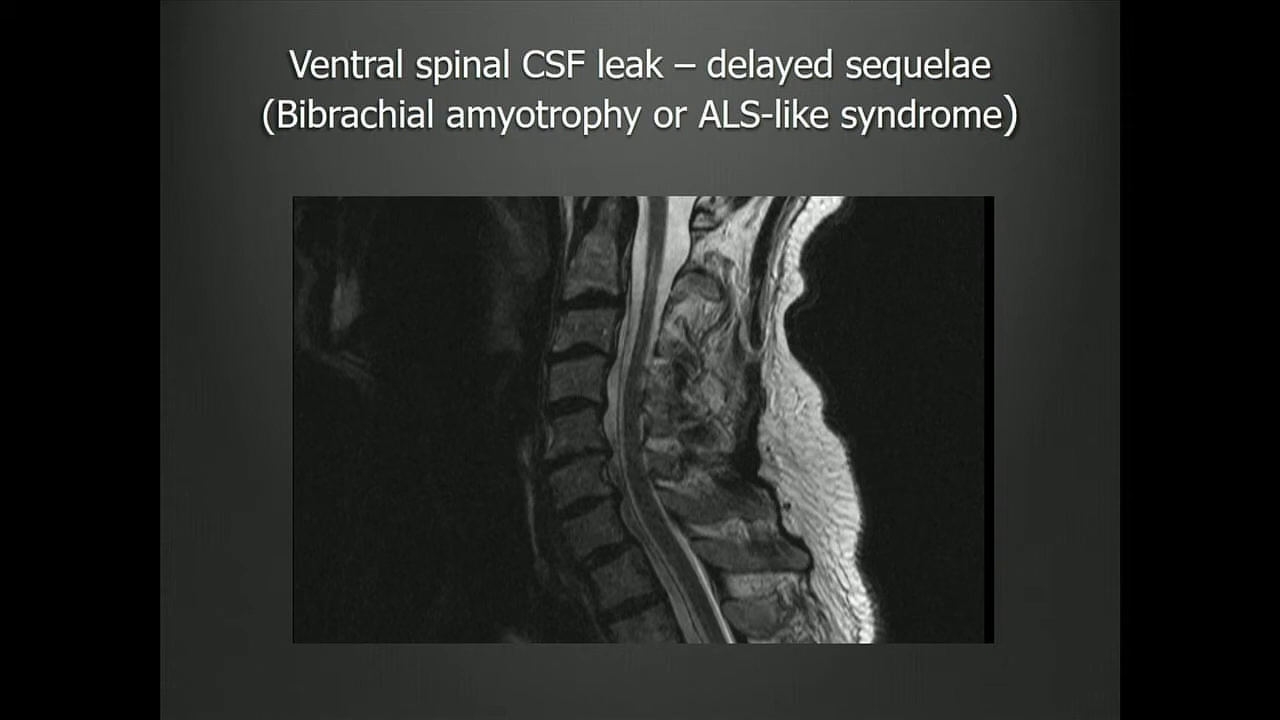 Ventral spinal CSF leak – delayed sequelae
(Bibrachial amyotrophy or ALS-like syndrome)